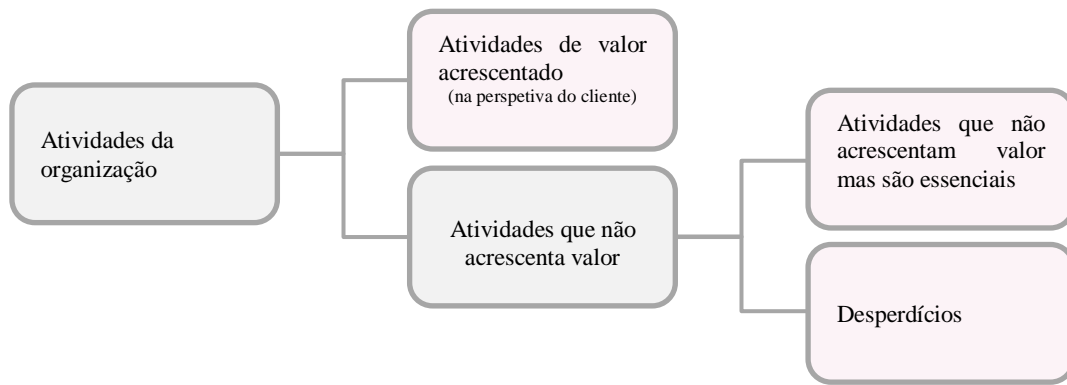 Atividades da
organização
Atividades de valor
acrescentado
(na perspetiva do cliente)
Atividades que não
acrescenta valor
Atividades que não
acrescentam valor
mas são essenciais
Desperdícios